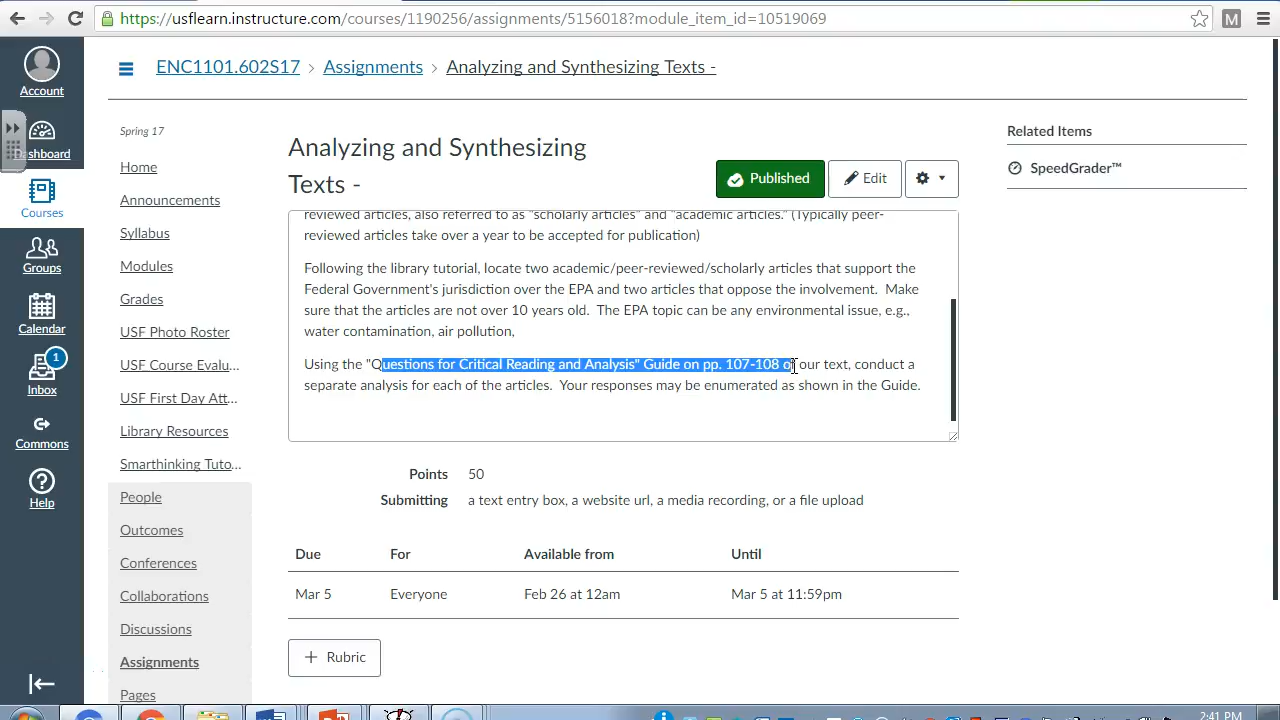 https://usflearn.instructure.com/courses/1190256/assignments/5156018?module_item_id=10519069
M
Account
Dashboard
Courses
Groups
Calendar
1
Inbox
Commons
Help
ENC1101.602S17 > Assignments > Analyzing and Synthesizing Texts -
Spring 17
Home
Announcements
Syllabus
Modules
Grades
USF Photo Roster
USF Course Evalu...
USF First Day Att...
Library Resources
Smarthinking Tuto...
People
Outcomes
Conferences
Collaborations
Discussions
Assignments
Pages
Analyzing and Synthesizing
Texts -
Published
Edit
reviewed articles, also referred to as "scholarly articles" and "academic articles." (Typically peer-
reviewed articles take over a year to be accepted for publication)
Following the library tutorial, locate two academic/peer-reviewed/scholarly articles that support the
Federal Government's jurisdiction over the EPA and two articles that oppose the involvement.  Make
sure that the articles are not over 10 years old.  The EPA topic can be any environmental issue, e.g.,
water contamination, air pollution,
Using the "Questions for Critical Reading and Analysis" Guide on pp. 107-108 of our text, conduct a
separate analysis for each of the articles.  Your responses may be enumerated as shown in the Guide.
Points 50
Submitting a text entry box, a website url, a media recording, or a file upload
Due For Available from Until
Mar 5 Everyone Feb 26 at 12am Mar 5 at 11:59pm
+ Rubric
Related Items
SpeedGrader™
2:41 PM